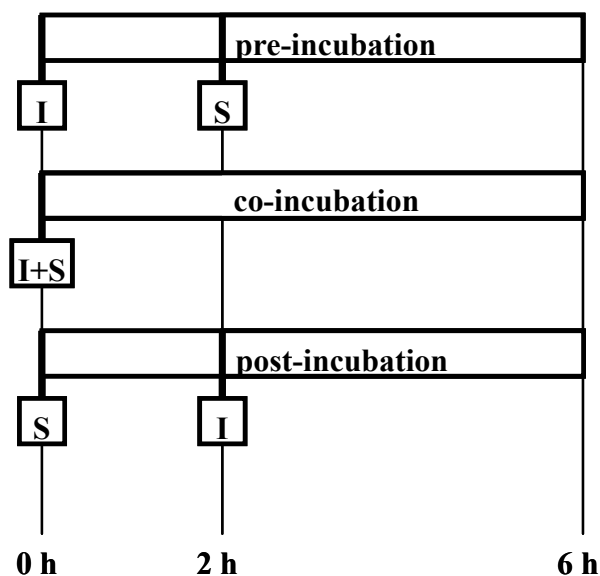 pre-incubation
I S
co-incubation
I+S
post-incubation
S I
0 h 2 h 6 h